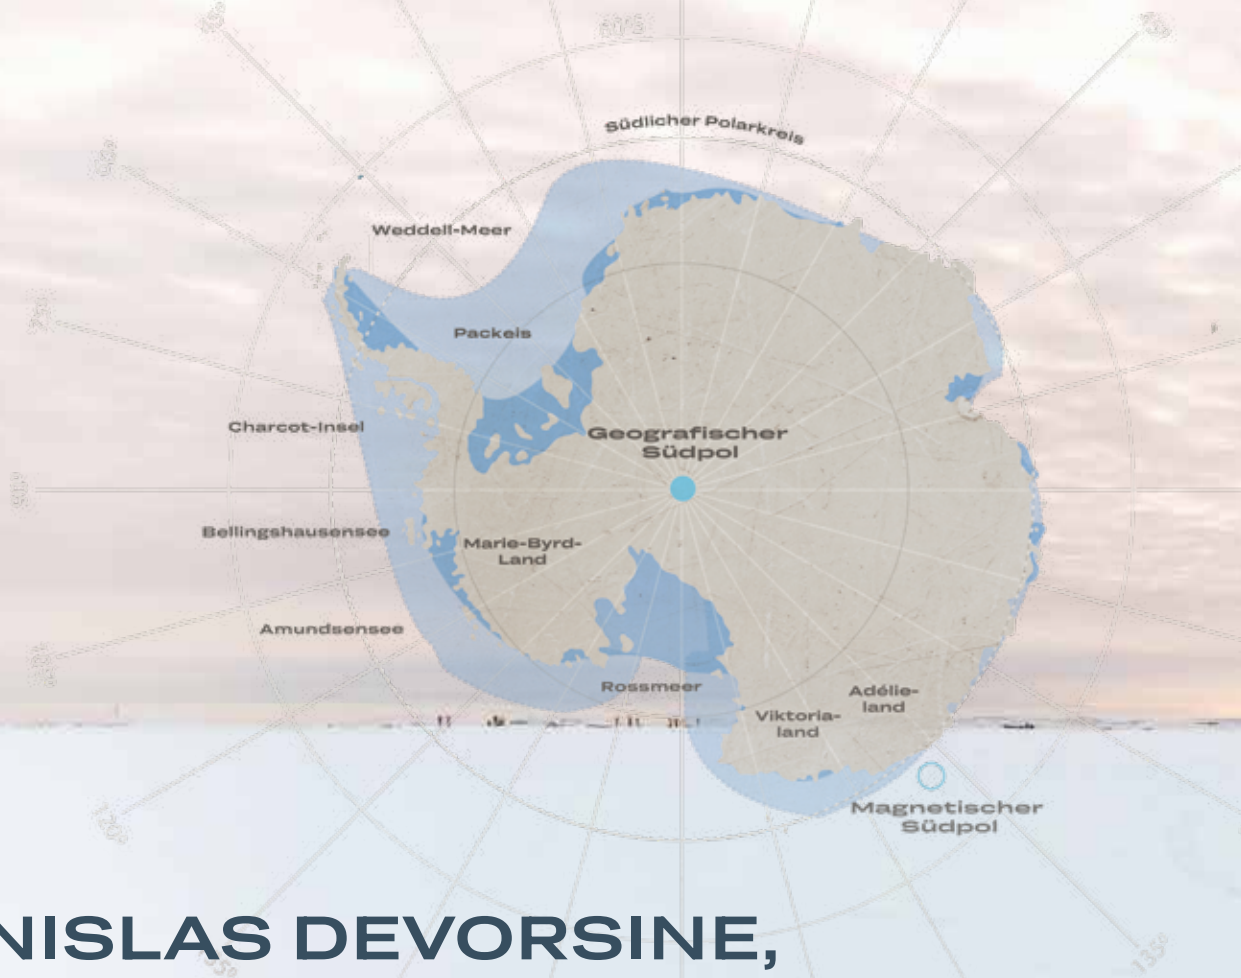 Südlicher Polarkreis
Weddell-Meer
Packeis
Charcot-Insel
Geografischer
Südpol
Bellingshausensee
Marie-Byrd-
Land
Amundsensee
Rossmeer
Adélie-
land
Viktoria-
land
Magnetischer
Südpol
NISLAS DEVORSINE,
135º